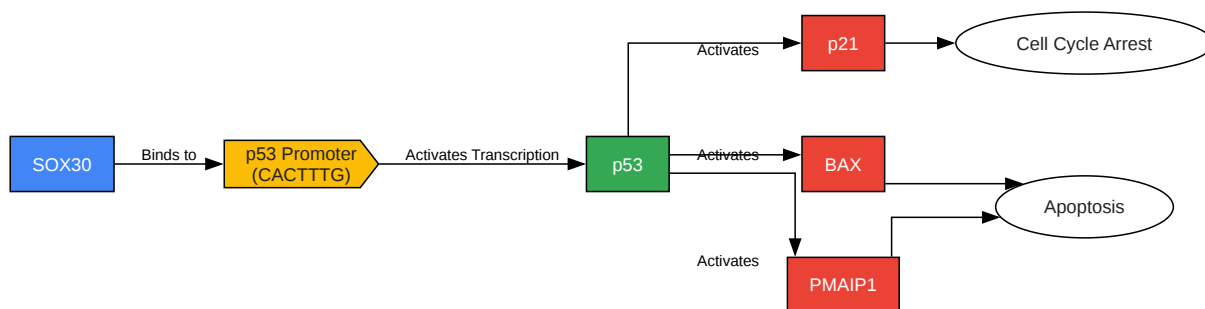 SOX30
Binds to
p53 Promoter
(CACTTTG)
Activates Transcription
p53
Activates
p21
Cell Cycle Arrest
Activates
BAX
Apoptosis
Activates
PMAIP1